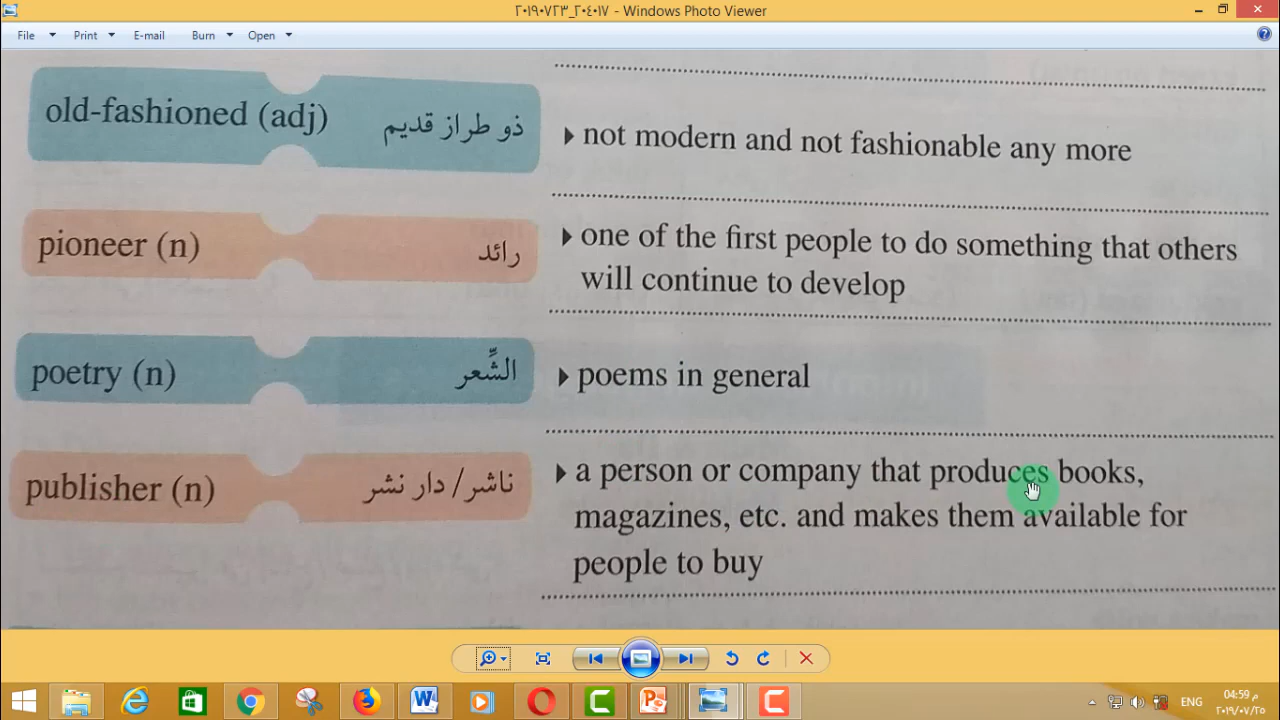 ٢٠١٩٠٧٢٣_٢٠٤٠١٧ - Windows Photo Viewer
File Print E-mail Burn Open
old-fashioned (adj) ذو طراز قديم
not modern and not fashionable any more
pioneer (n) رائد
one of the first people to do something that others
will continue to develop
poetry (n) الشِّعر
poems in general
publisher (n) ناشر/ دار نشر
a person or company that produces books,
magazines, etc. and makes them available for
people to buy
ENG
04:59 م
٢٠١٩/٠٧/٢٥